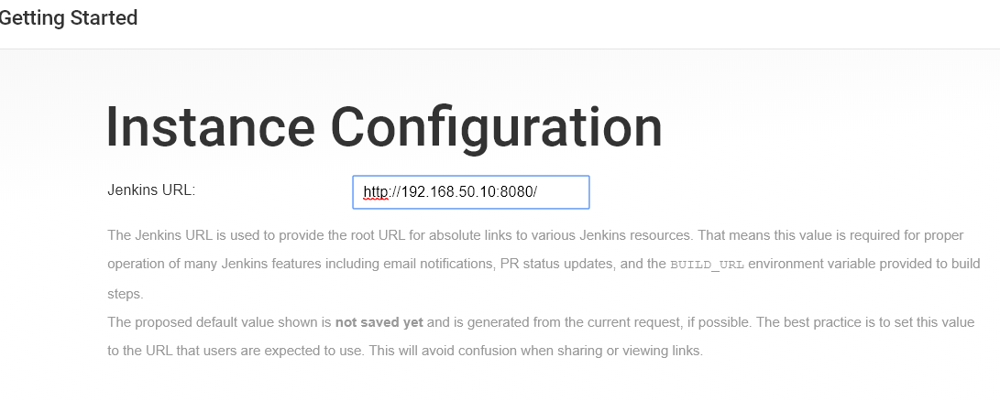 Getting Started
Instance Configuration
Jenkins URL:
http://192.168.50.10:8080/
The Jenkins URL is used to provide the root URL for absolute links to various Jenkins resources. That means this value is required for proper
operation of many Jenkins features including email notifications, PR status updates, and the BUILD_URL environment variable provided to build
steps.
The proposed default value shown is not saved yet and is generated from the current request, if possible. The best practice is to set this value
to the URL that users are expected to use. This will avoid confusion when sharing or viewing links.